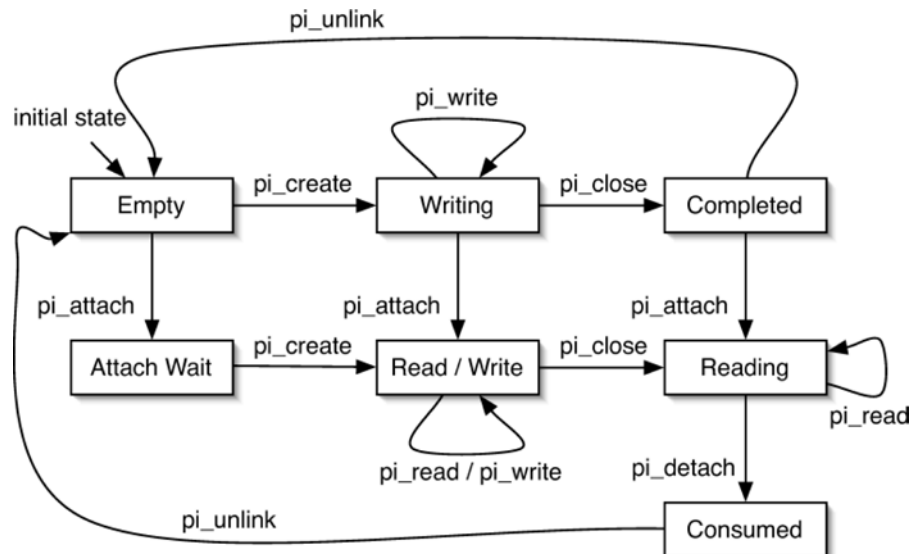 pi_unlink
pi_write
initial state
Empty
pi_create
Writing
pi_close
Completed
pi_attach
pi_attach
pi_attach
Attach Wait
pi_create
Read / Write
pi_close
Reading
pi_read
pi_read / pi_write
pi_detach
pi_unlink
Consumed